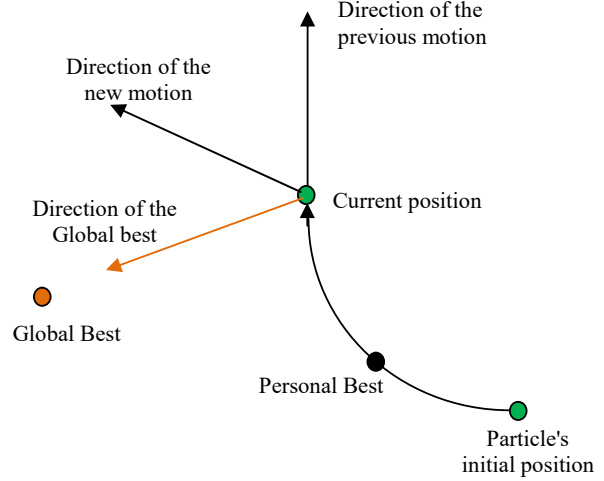 Direction of the
previous motion
Direction of the
new motion
Current position
Direction of the
Global best
Global Best
Personal Best
Particle's
initial position